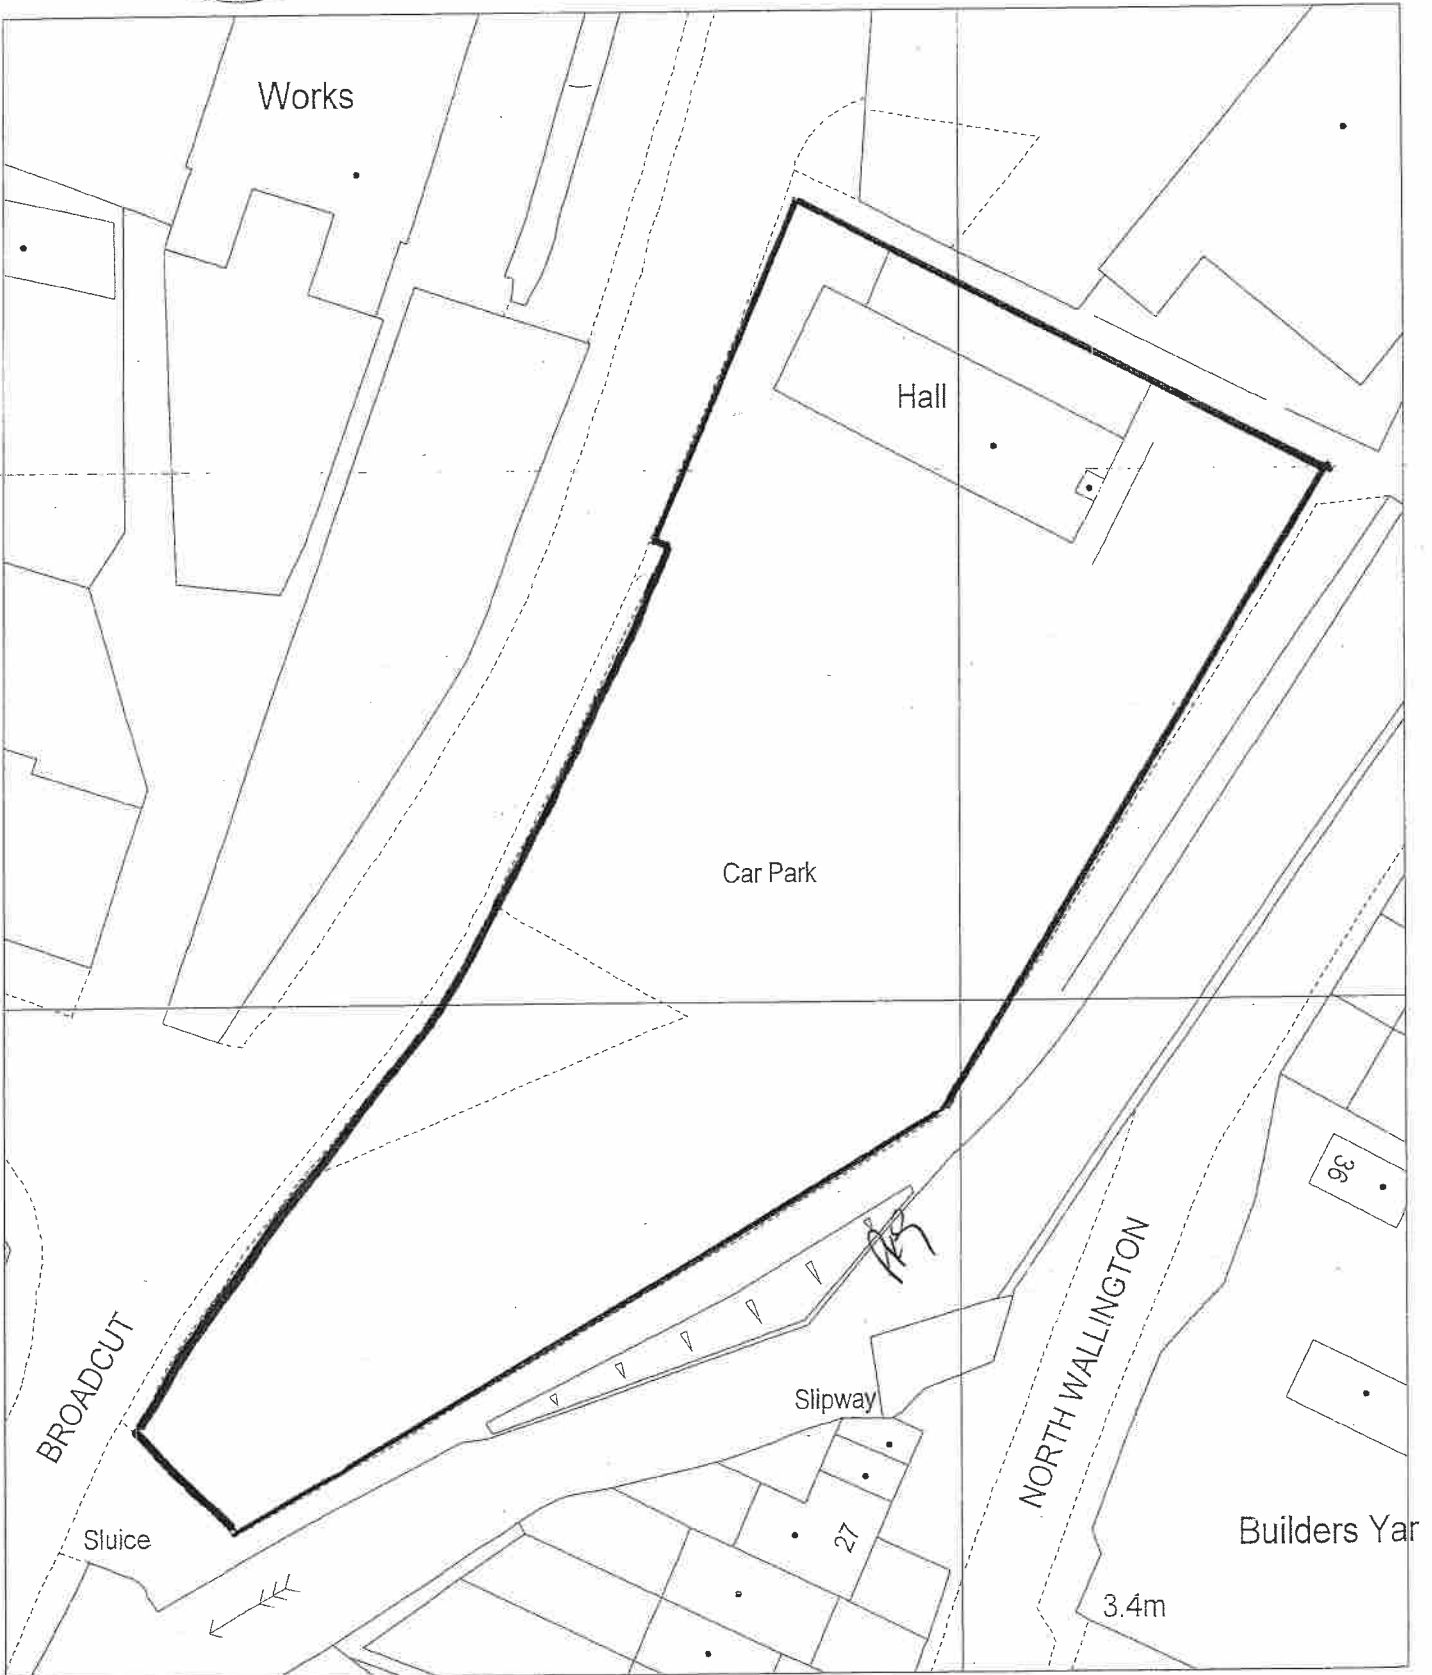 Works
Hall
Car Park
36
NORTH WALLINGTON
BROADCUT
Slipway
27
Sluice
Builders Yar
3.4m